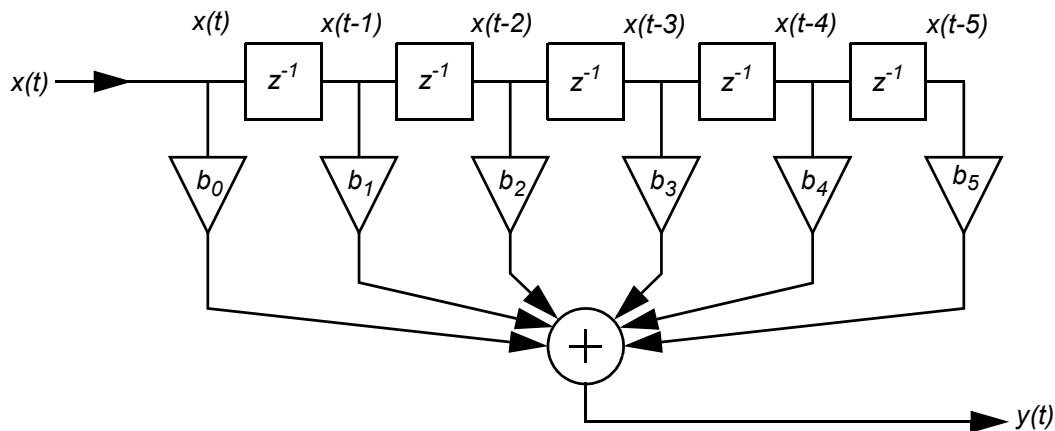 x(t) x(t-1) x(t-2) x(t-3) x(t-4) x(t-5)
x(t) z⁻¹ z⁻¹ z⁻¹ z⁻¹ z⁻¹
b₀ b₁ b₂ b₃ b₄ b₅
+
y(t)